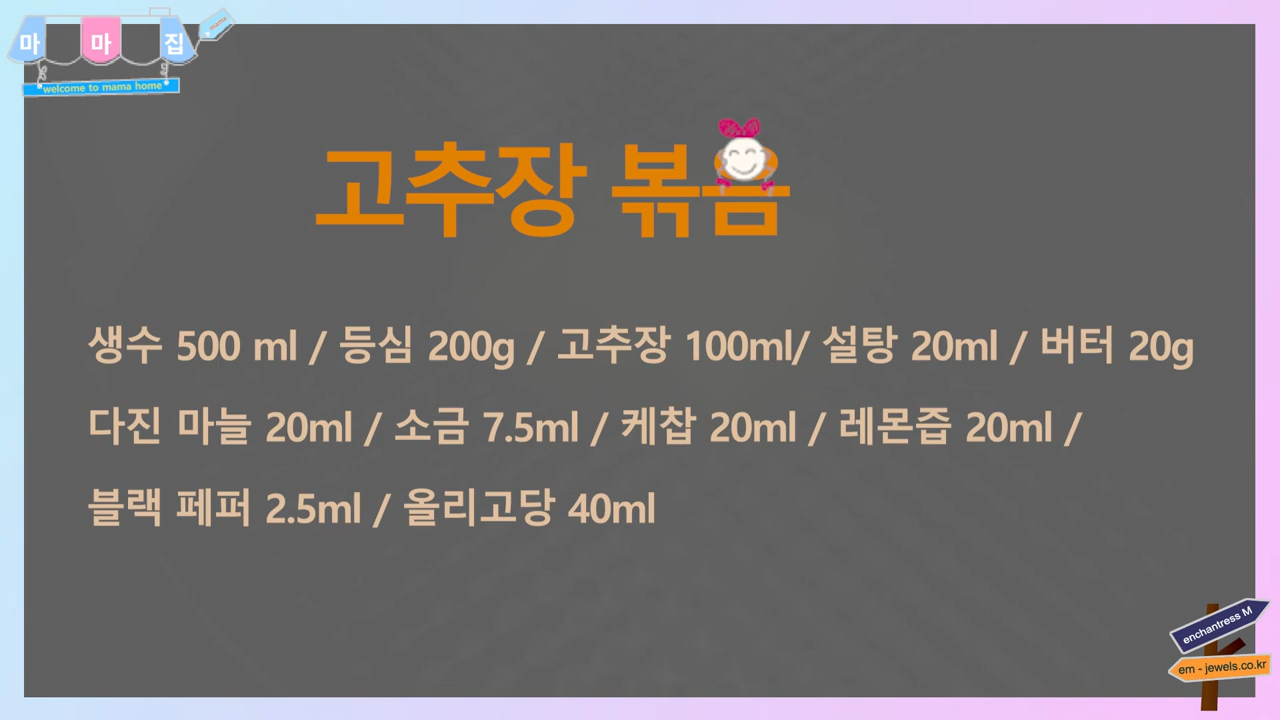 마 마 집
mama
welcome to mama home
고추장 볶음
생수 500 ml / 등심 200g / 고추장 100ml/ 설탕 20ml / 버터 20g
다진 마늘 20ml / 소금 7.5ml / 케찹 20ml / 레몬즙 20ml /
블랙 페퍼 2.5ml / 올리고당 40ml
enchantress M
em - jewels.co.kr